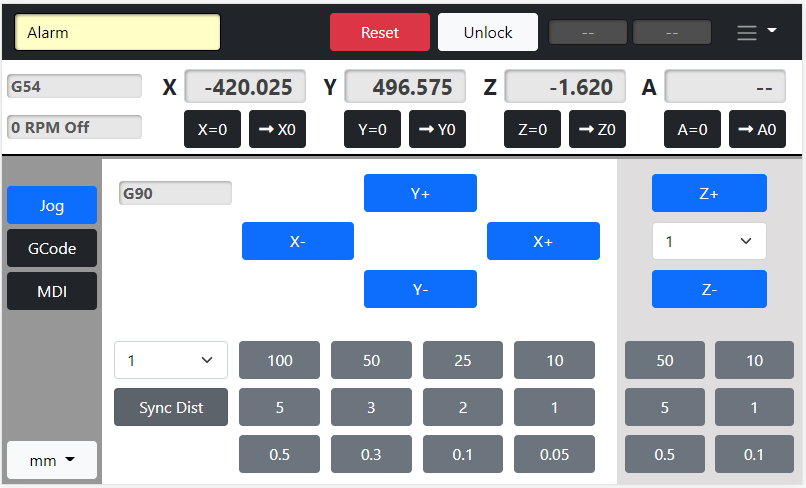 Alarm Reset Unlock -- --
G54 X -420.025 Y 496.575 Z -1.620 A --
0 RPM Off X=0 ➞ X0 Y=0 ➞ Y0 Z=0 ➞ Z0 A=0 ➞ A0
Jog G90 Y+ Z+
GCode X- X+ 1
MDI Y- Z-
1 100 50 25 10 50 10
Sync Dist 5 3 2 1 5 1
mm 0.5 0.3 0.1 0.05 0.5 0.1